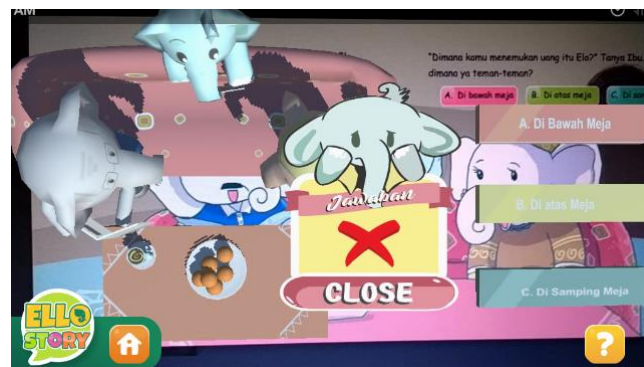 AM
"Dimana kamu menemukan uang itu Elo?" Tanya Ibu
dimana ya teman-teman?
A. Di bawah meja
B. Di atas meja
A. Di Bawah Meja
Jawaban
B. Di atas Meja
CLOSE
C. Di Samping Meja
ELLO
STORY
?